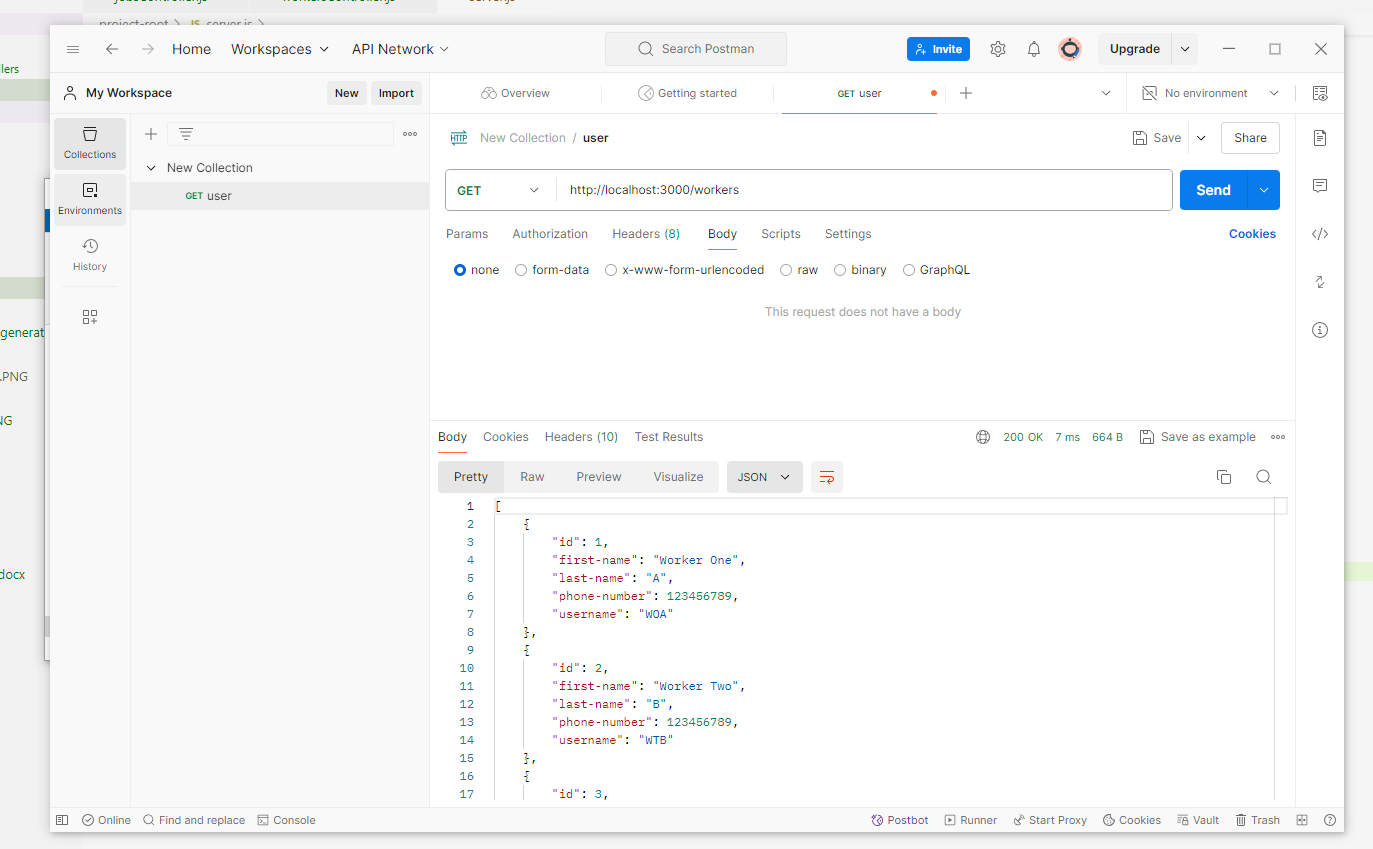 project-root JS server.js
Home Workspaces API Network Search Postman Invite Upgrade
My Workspace New Import
Overview Getting started GET user No environment
Collections
Environments
History
New Collection
GET user
New Collection / user Save Share
GET http://localhost:3000/workers Send
Params Authorization Headers (8) Body Scripts Settings Cookies
none form-data x-www-form-urlencoded raw binary GraphQL
This request does not have a body
Body Cookies Headers (10) Test Results 200 OK 7 ms 664 B Save as example
Pretty Raw Preview Visualize JSON
1 [
2 {
3 "id": 1,
4 "first-name": "Worker One",
5 "last-name": "A",
6 "phone-number": 123456789,
7 "username": "WOA"
8 },
9 {
10 "id": 2,
11 "first-name": "Worker Two",
12 "last-name": "B",
13 "phone-number": 123456789,
14 "username": "WTB"
15 },
16 {
17 "id": 3,
Online Find and replace Console Postbot Runner Start Proxy Cookies Vault Trash
llers
generat
.PNG
NG
docx